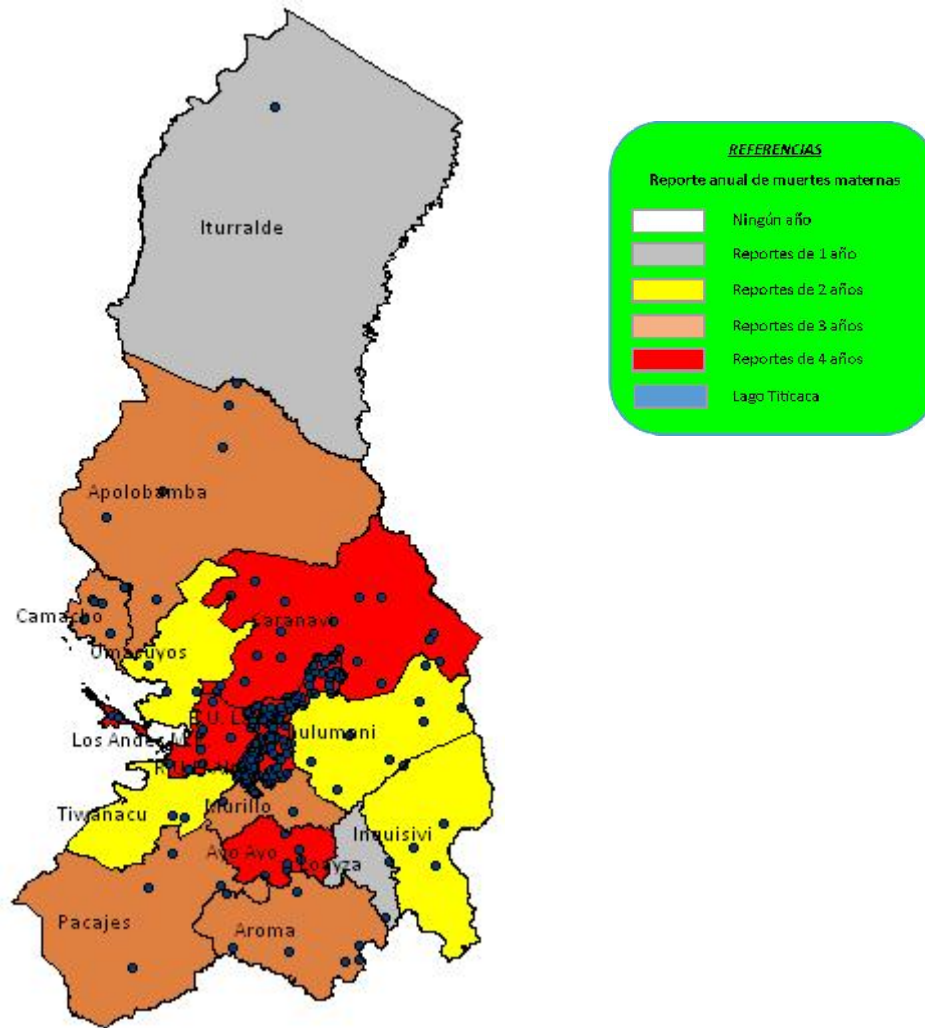 REFERENCIAS
Reporte anual de muertes maternas
Ningún año
Reportes de 1 año
Reportes de 2 años
Reportes de 3 años
Reportes de 4 años
Lago Titicaca
Iturralde
Apolobamba
Camacho
Caranavi
Umasuyos
Los Andes
Tiwanacu
Murillo
Inquisivi
Ayo Ayo
Pacajes
Aroma